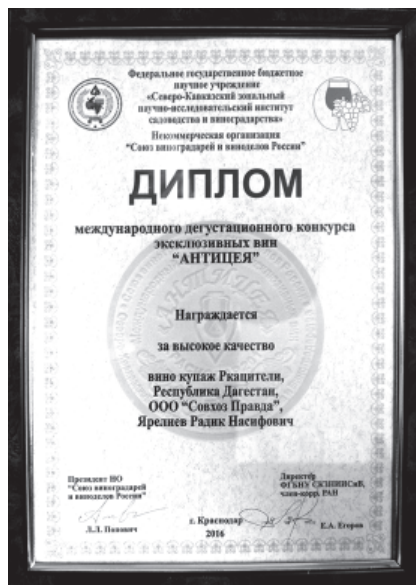 Федеральное государственное бюджетное
научное учреждение
«Северо-Кавказский зональный
научно-исследовательский институт
садоводства и виноградарства»
Некоммерческая организация
"Союз виноградарей и виноделов России"
ДИПЛОМ
международного дегустационного конкурса
эксклюзивных вин
"АНТИЦЕЯ"
Награждается
за высокое качество
вино купаж Ркацители,
Республика Дагестан,
ООО "Совхоз Правда",
Ярелиев Радик Насифович
Президент НО
"Союз виноградарей
и виноделов России"
Л.Л. Попович
Директор
ФГБНУ СКЗНИИСиВ,
член-корр. РАН
Е.А. Егоров
г. Краснодар
2016